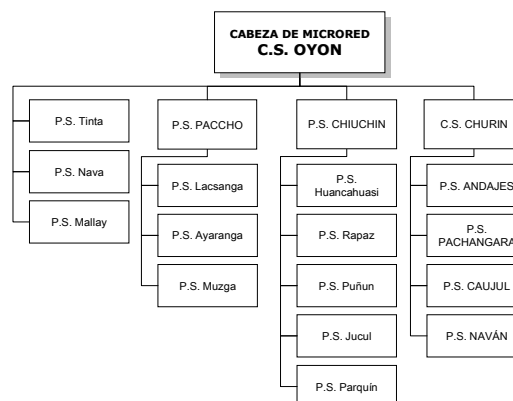 CABEZA DE MICRORED
C.S. OYON
P.S. Tinta
P.S. Nava
P.S. Mallay
P.S. PACCHO
P.S. Lacsanga
P.S. Ayaranga
P.S. Muzga
P.S. CHIUCHIN
P.S.
Huancahuasi
P.S. Rapaz
P.S. Puñun
P.S. Jucul
P.S. Parquín
C.S. CHURIN
P.S. ANDAJES
P.S.
PACHANGARA
P.S. CAUJUL
P.S. NAVÁN